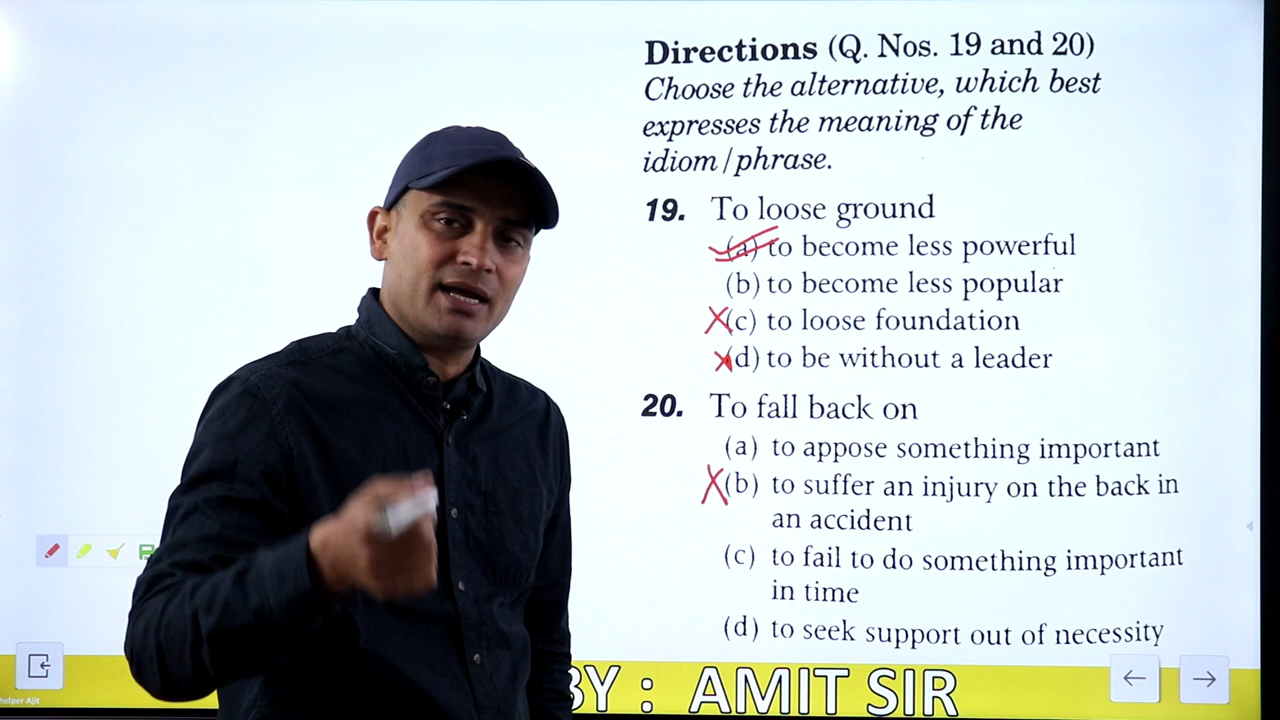 Directions (Q. Nos. 19 and 20)
Choose the alternative, which best
expresses the meaning of the
idiom/phrase.
19. To loose ground
(a) to become less powerful
(b) to become less popular
(c) to loose foundation
(d) to be without a leader
20. To fall back on
(a) to appose something important
(b) to suffer an injury on the back in
an accident
(c) to fail to do something important
in time
(d) to seek support out of necessity
BY : AMIT SIR
helper Ajit